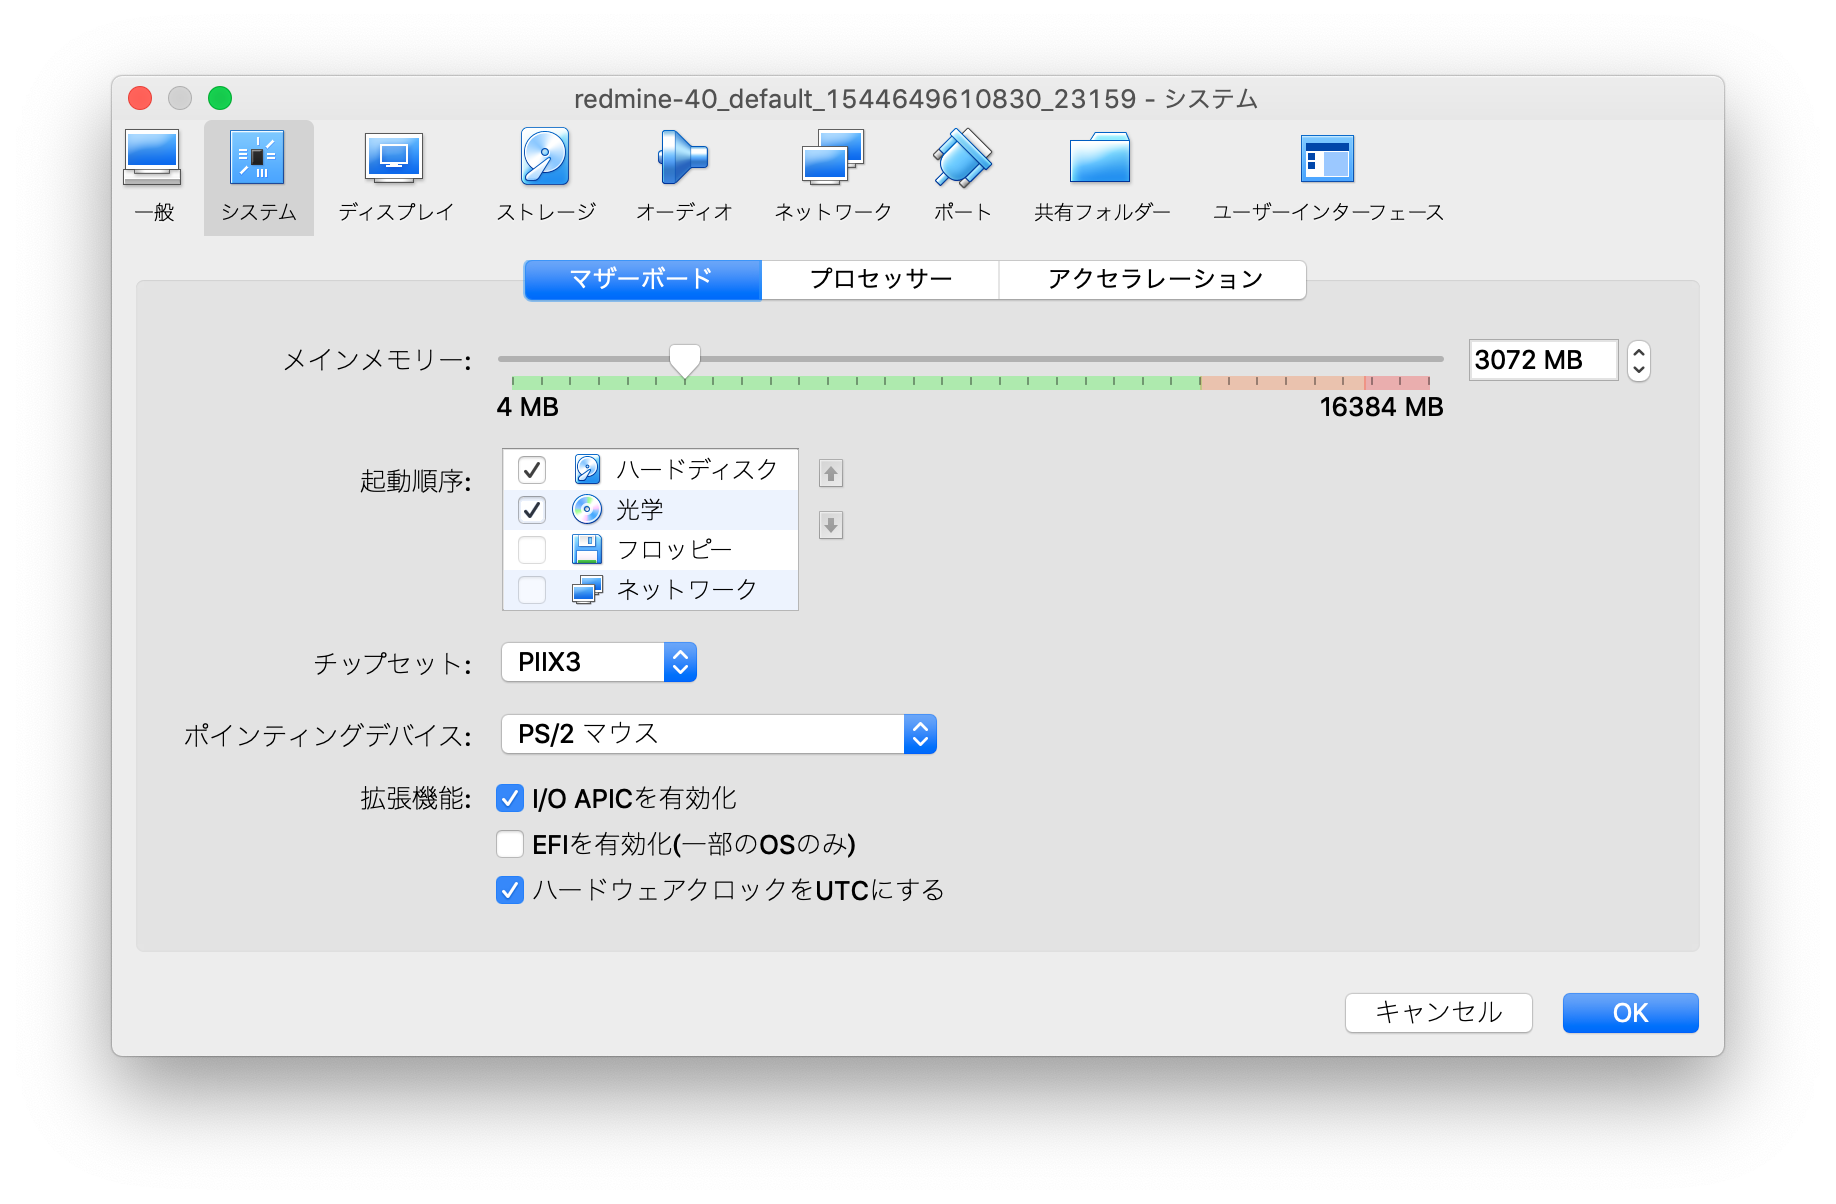 redmine-40_default_1544649610830_23159 - システム
一般
システム
ディスプレイ
ストレージ
オーディオ
ネットワーク
ポート
共有フォルダー
ユーザーインターフェース
マザーボード
プロセッサー
アクセラレーション
メインメモリー:
3072 MB
4 MB
16384 MB
起動順序:
ハードディスク
光学
フロッピー
ネットワーク
チップセット:
PIIX3
ポインティングデバイス:
PS/2 マウス
拡張機能:
I/O APICを有効化
EFIを有効化(一部のOSのみ)
ハードウェアクロックをUTCにする
キャンセル
OK